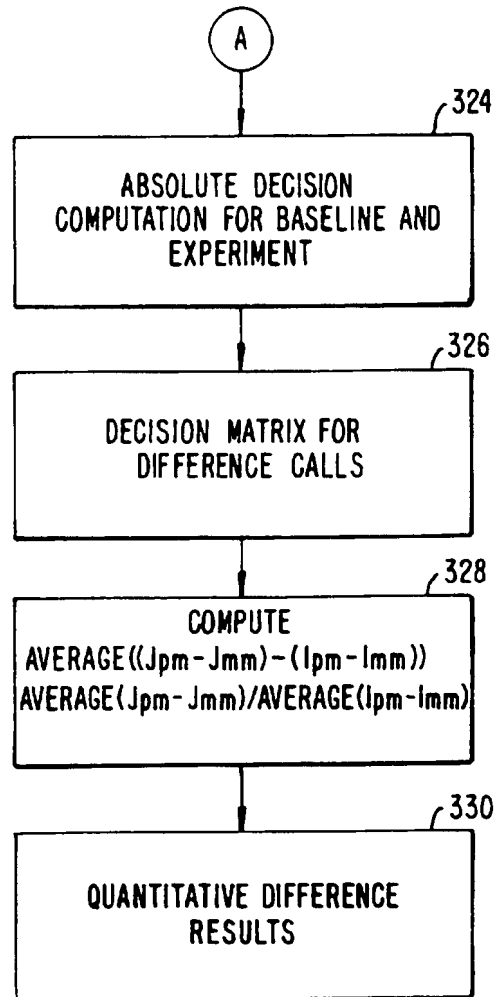 A
324
ABSOLUTE DECISION
COMPUTATION FOR BASELINE AND
EXPERIMENT
326
DECISION MATRIX FOR
DIFFERENCE CALLS
328
COMPUTE
AVERAGE((Jpm-Jmm)-(Ipm-Imm))
AVERAGE(Jpm-Jmm)/AVERAGE(Ipm-Imm)
330
QUANTITATIVE DIFFERENCE
RESULTS